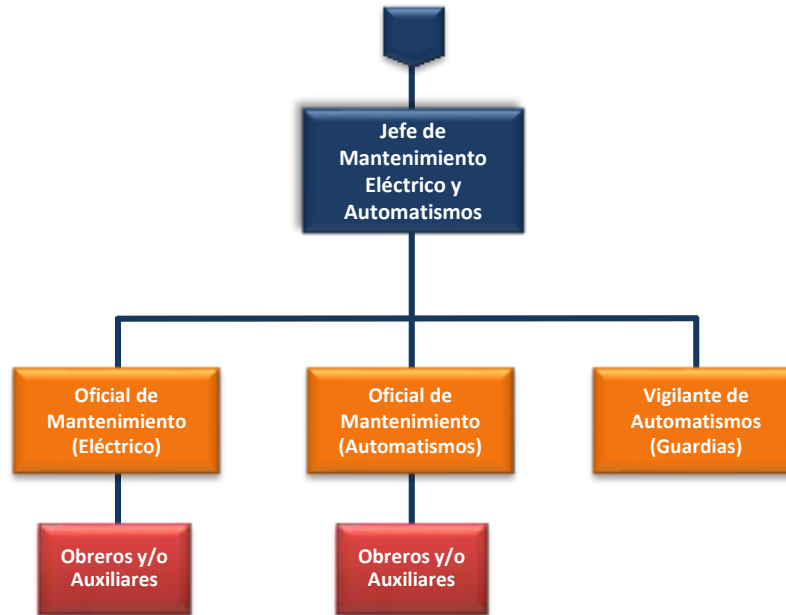 Jefe de
Mantenimiento
Eléctrico y
Automatismos
Oficial de
Mantenimiento
(Eléctrico)
Oficial de
Mantenimiento
(Automatismos)
Vigilante de
Automatismos
(Guardias)
Obreros y/o
Auxiliares
Obreros y/o
Auxiliares